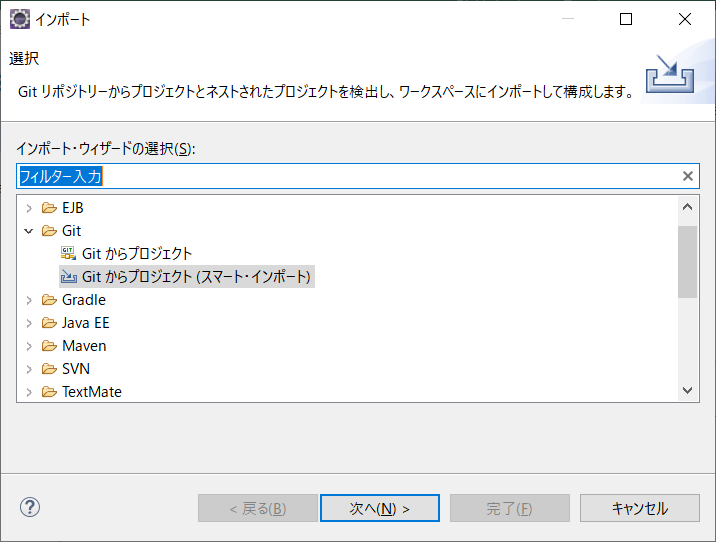 インポート
選択
Git リポジトリーからプロジェクトとネストされたプロジェクトを検出し、ワークスペースにインポートして構成します。
インポート・ウィザードの選択(S):
フィルター入力
EJB
Git
Git からプロジェクト
Git からプロジェクト (スマート・インポート)
Gradle
Java EE
Maven
SVN
TextMate
< 戻る(B)
次へ(N) >
完了(F)
キャンセル